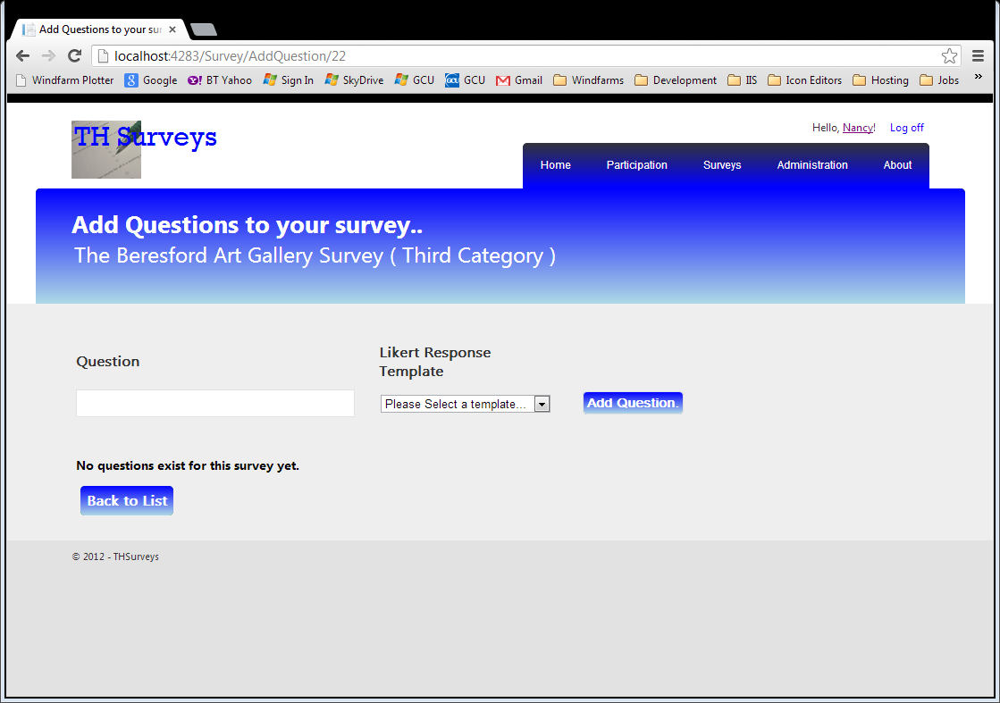 Add Questions to your sur
localhost:4283/Survey/AddQuestion/22
Windfarm Plotter Google BT Yahoo Sign In SkyDrive GCU GCU Gmail Windfarms Development IIS Icon Editors Hosting Jobs »
Hello, Nancy! Log off
TH Surveys
Home Participation Surveys Administration About
Add Questions to your survey..
The Beresford Art Gallery Survey ( Third Category )
Question
Likert Response
Template
Please Select a template... Add Question.
No questions exist for this survey yet.
Back to List
© 2012 - THSurveys